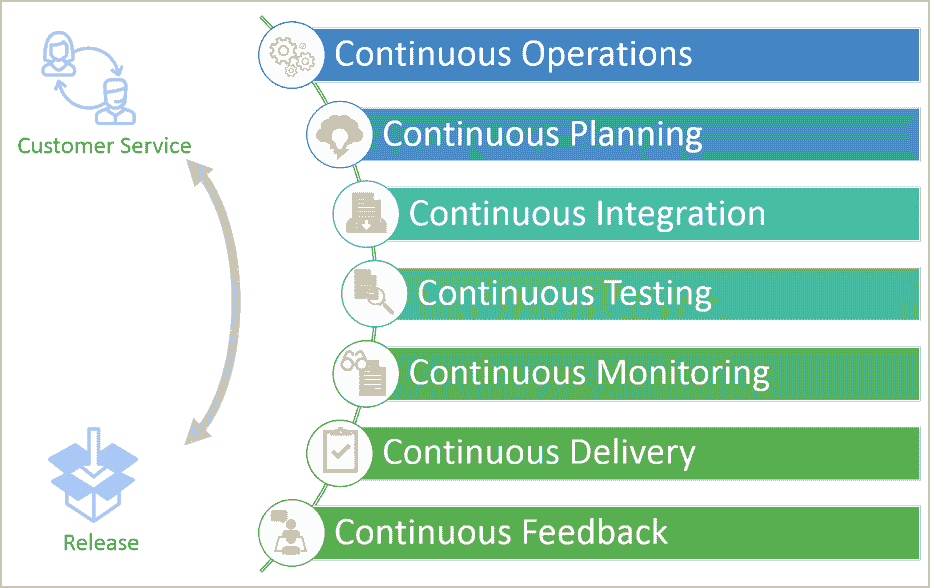 Customer Service
Release
Continuous Operations
Continuous Planning
Continuous Integration
Continuous Testing
Continuous Monitoring
Continuous Delivery
Continuous Feedback